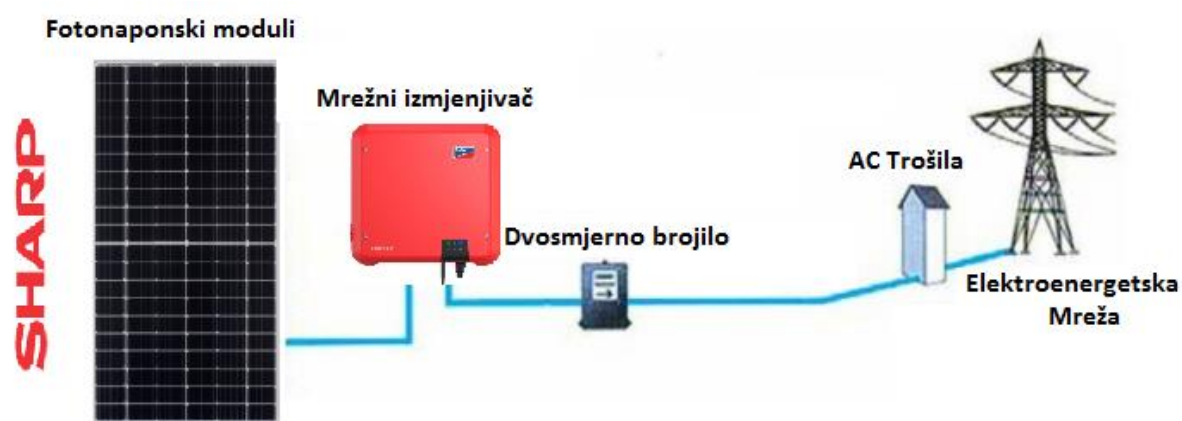 Fotonaponski moduli
SHARP
Mrežni izmjenjivač
Dvosmjerno brojilo
AC Trošila
Elektroenergetska
Mreža